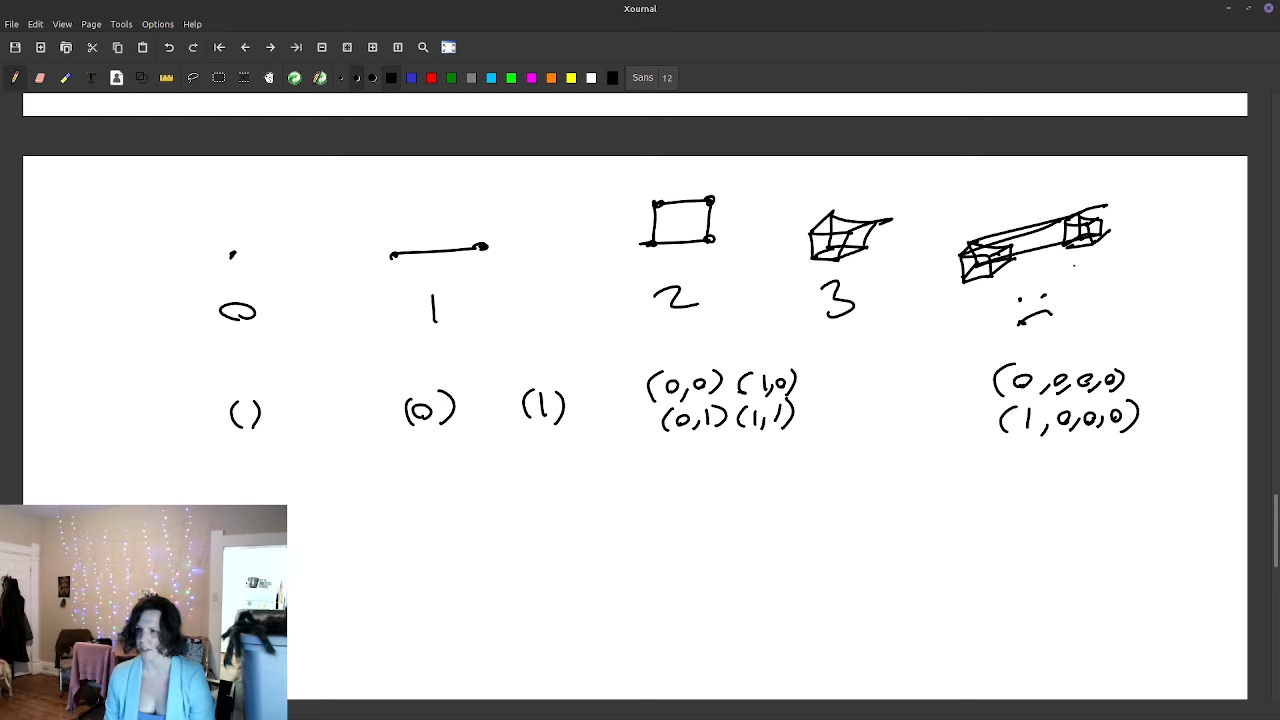 Xournal
File Edit View Page Tools Options Help
Sans 12
0 1 2 3
() (0) (1) (0,0) (1,0) (0,0,0,0)
(0,1) (1,1) (1,0,0,0)